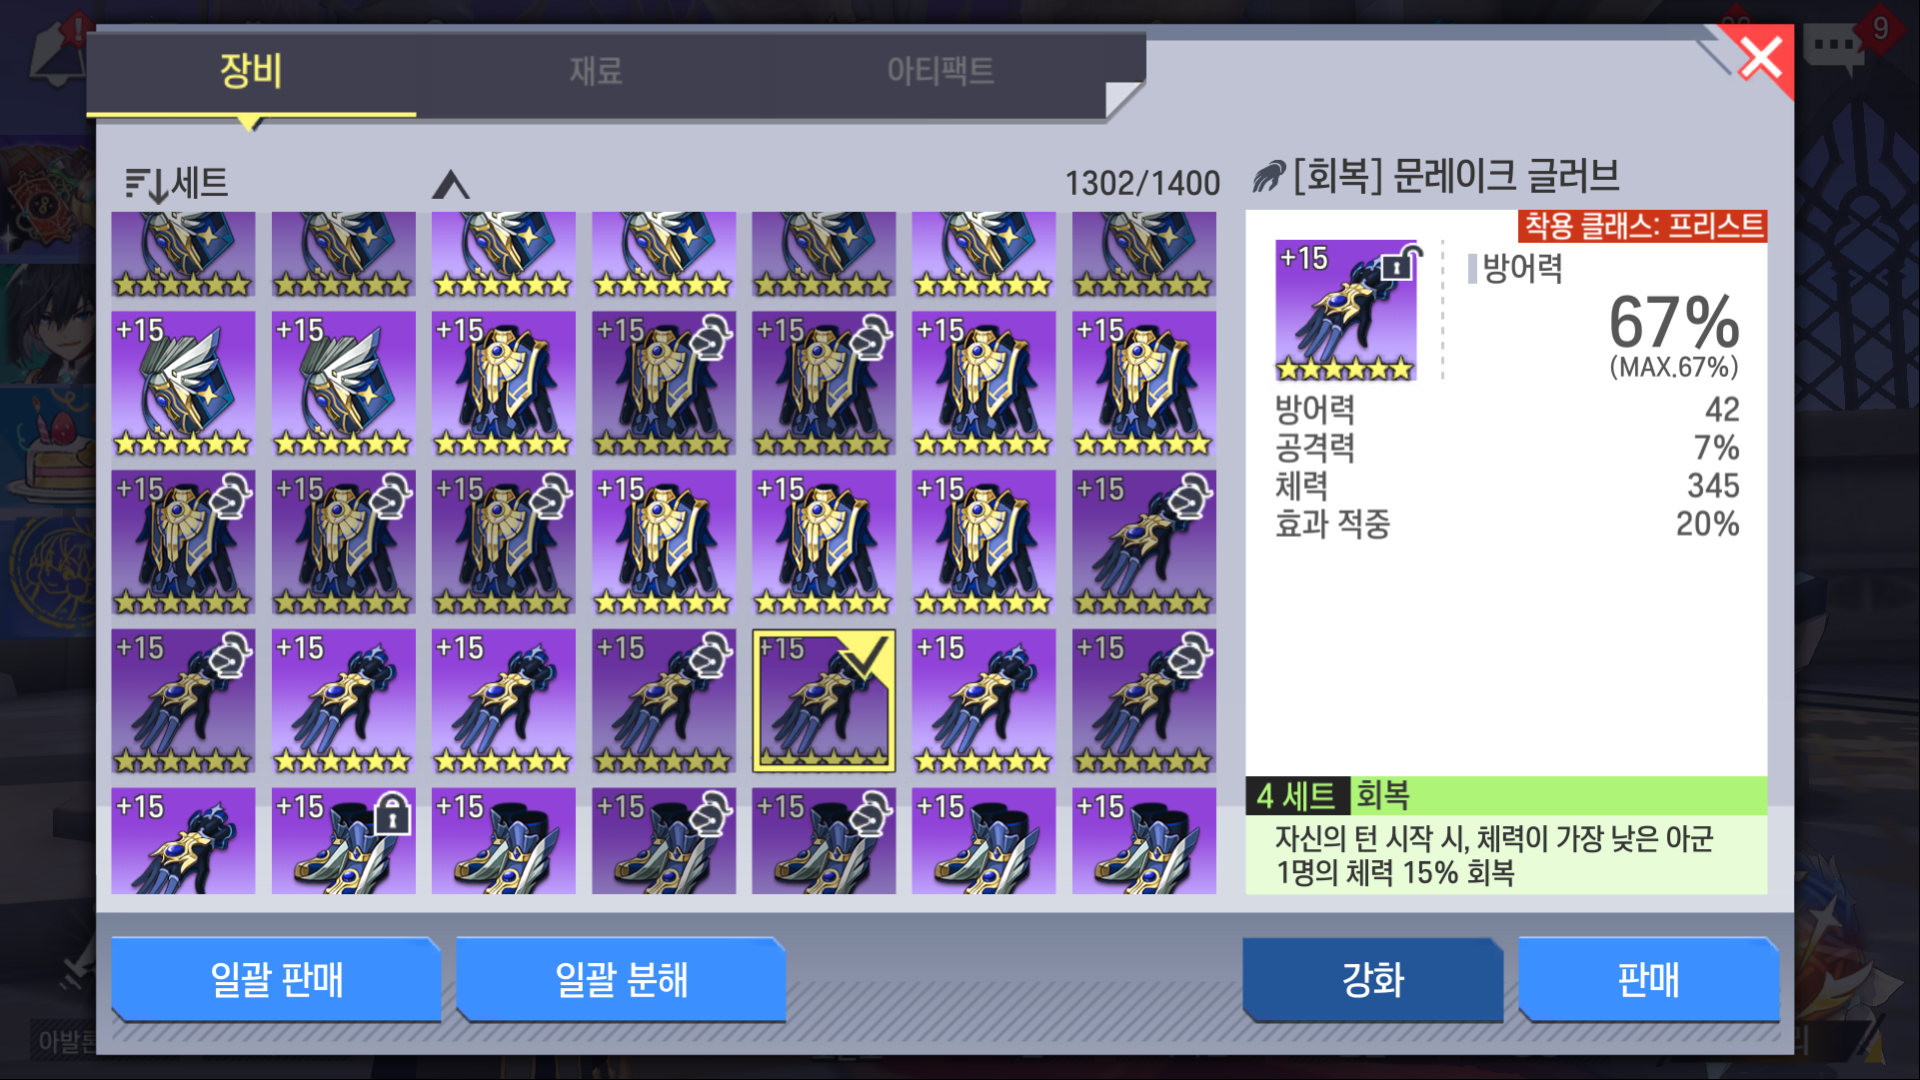 장비 재료 아티팩트
9
세트 1302/1400
[회복] 문레이크 글러브
착용 클래스: 프리스트
+15
방어력
67%
(MAX.67%)
방어력 42
공격력 7%
체력 345
효과 적중 20%
4 세트 회복
자신의 턴 시작 시, 체력이 가장 낮은 아군
1명의 체력 15% 회복
+15 +15 +15 +15 +15 +15 +15
+15 +15 +15 +15 +15 +15 +15
+15 +15 +15 +15 +15 +15 +15
+15 +15 +15 +15 +15 +15 +15
일괄 판매 일괄 분해 강화 판매
아발론